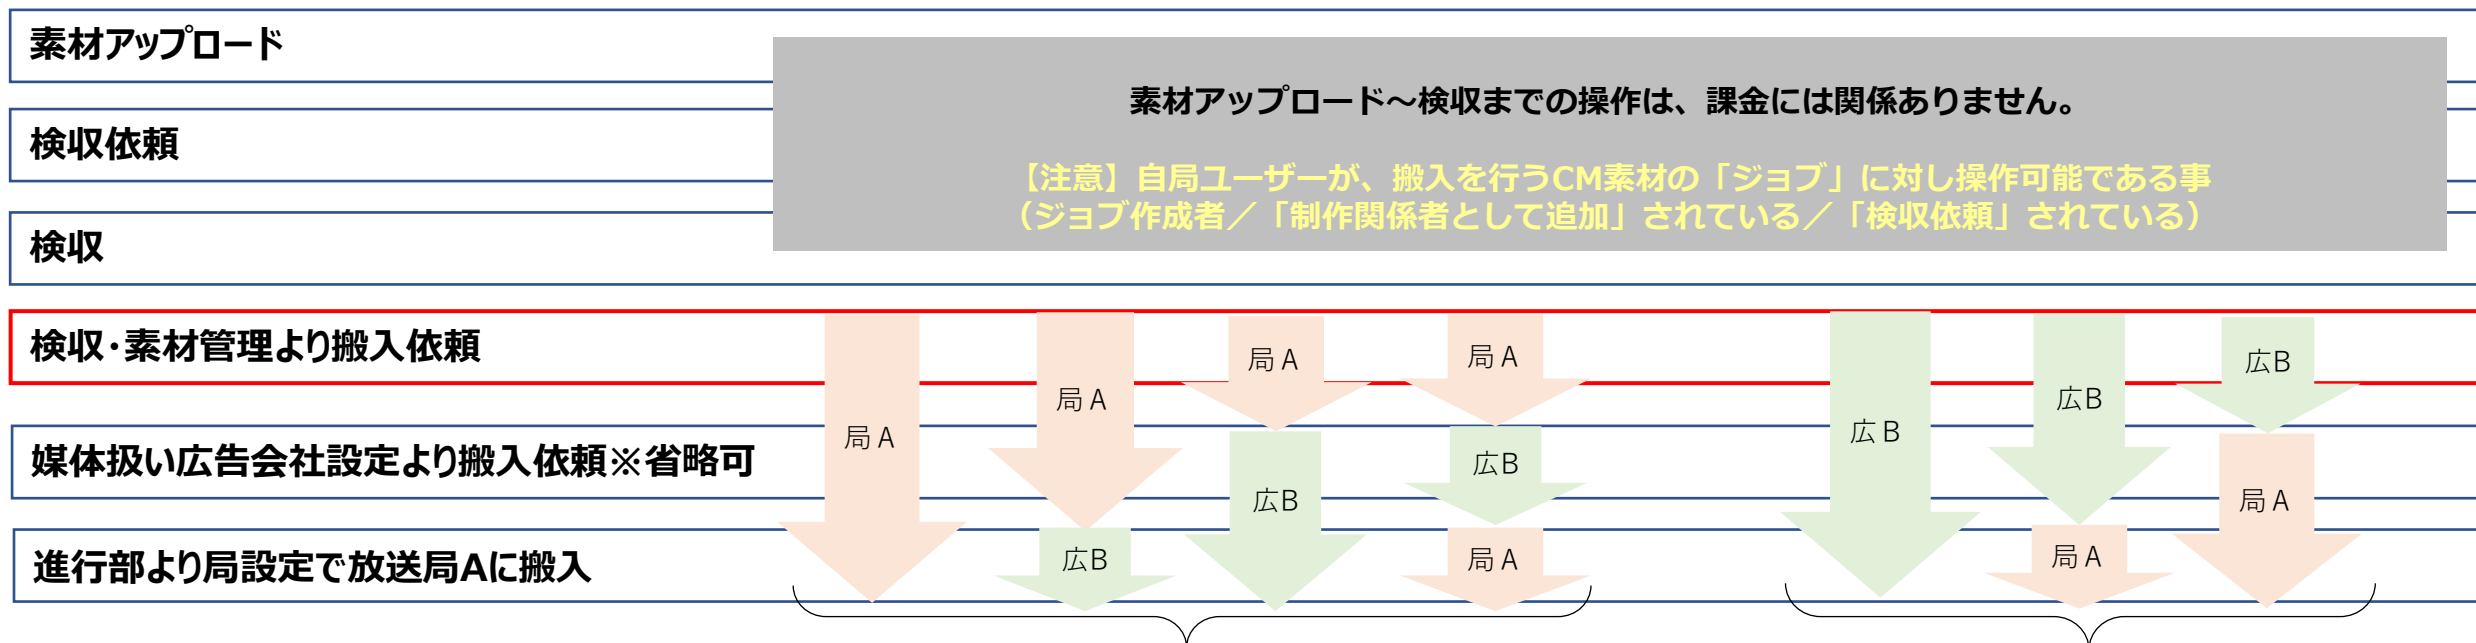 素材アップロード
素材アップロード～検収までの操作は、課金には関係ありません。
検収依頼
【注意】自局ユーザーが、搬入を行うCM素材の「ジョブ」に対し操作可能である事
（ジョブ作成者／「制作関係者として追加」されている／「検収依頼」されている）
検収
検収・素材管理より搬入依頼
局 A
局 A
局 A
局 A
広 B
広B
広B
媒体扱い広告会社設定より搬入依頼※省略可
広B
広B
局 A
進行部より局設定で放送局Aに搬入
広B
局 A
局 A